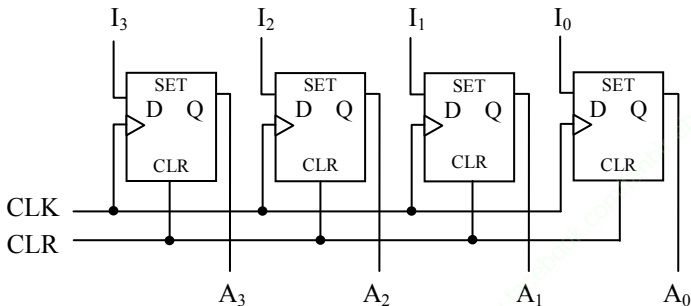 I3 I2 I1 I0
SET SET SET SET
D Q D Q D Q D Q
CLR CLR CLR CLR
CLK
CLR
A3 A2 A1 A0